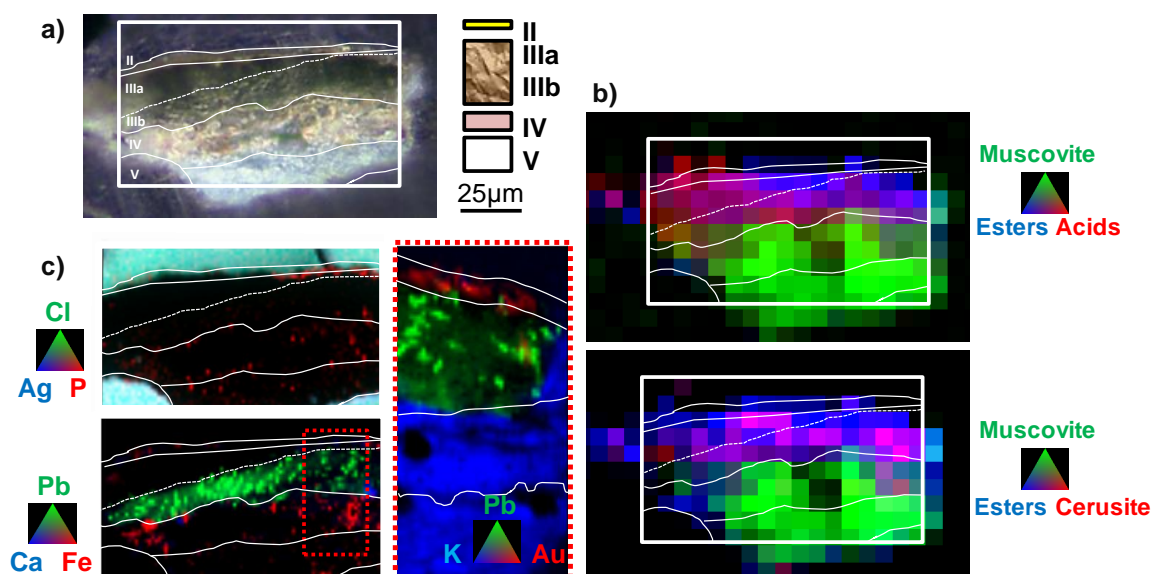 a)
II
IIIa
IIIb
IV
V
II
IIIa
IIIb
IV
V
25µm
b)
Muscovite
Esters Acids
Muscovite
Esters Cerusite
c)
Cl
Ag P
Pb
Ca Fe
Pb
K Au